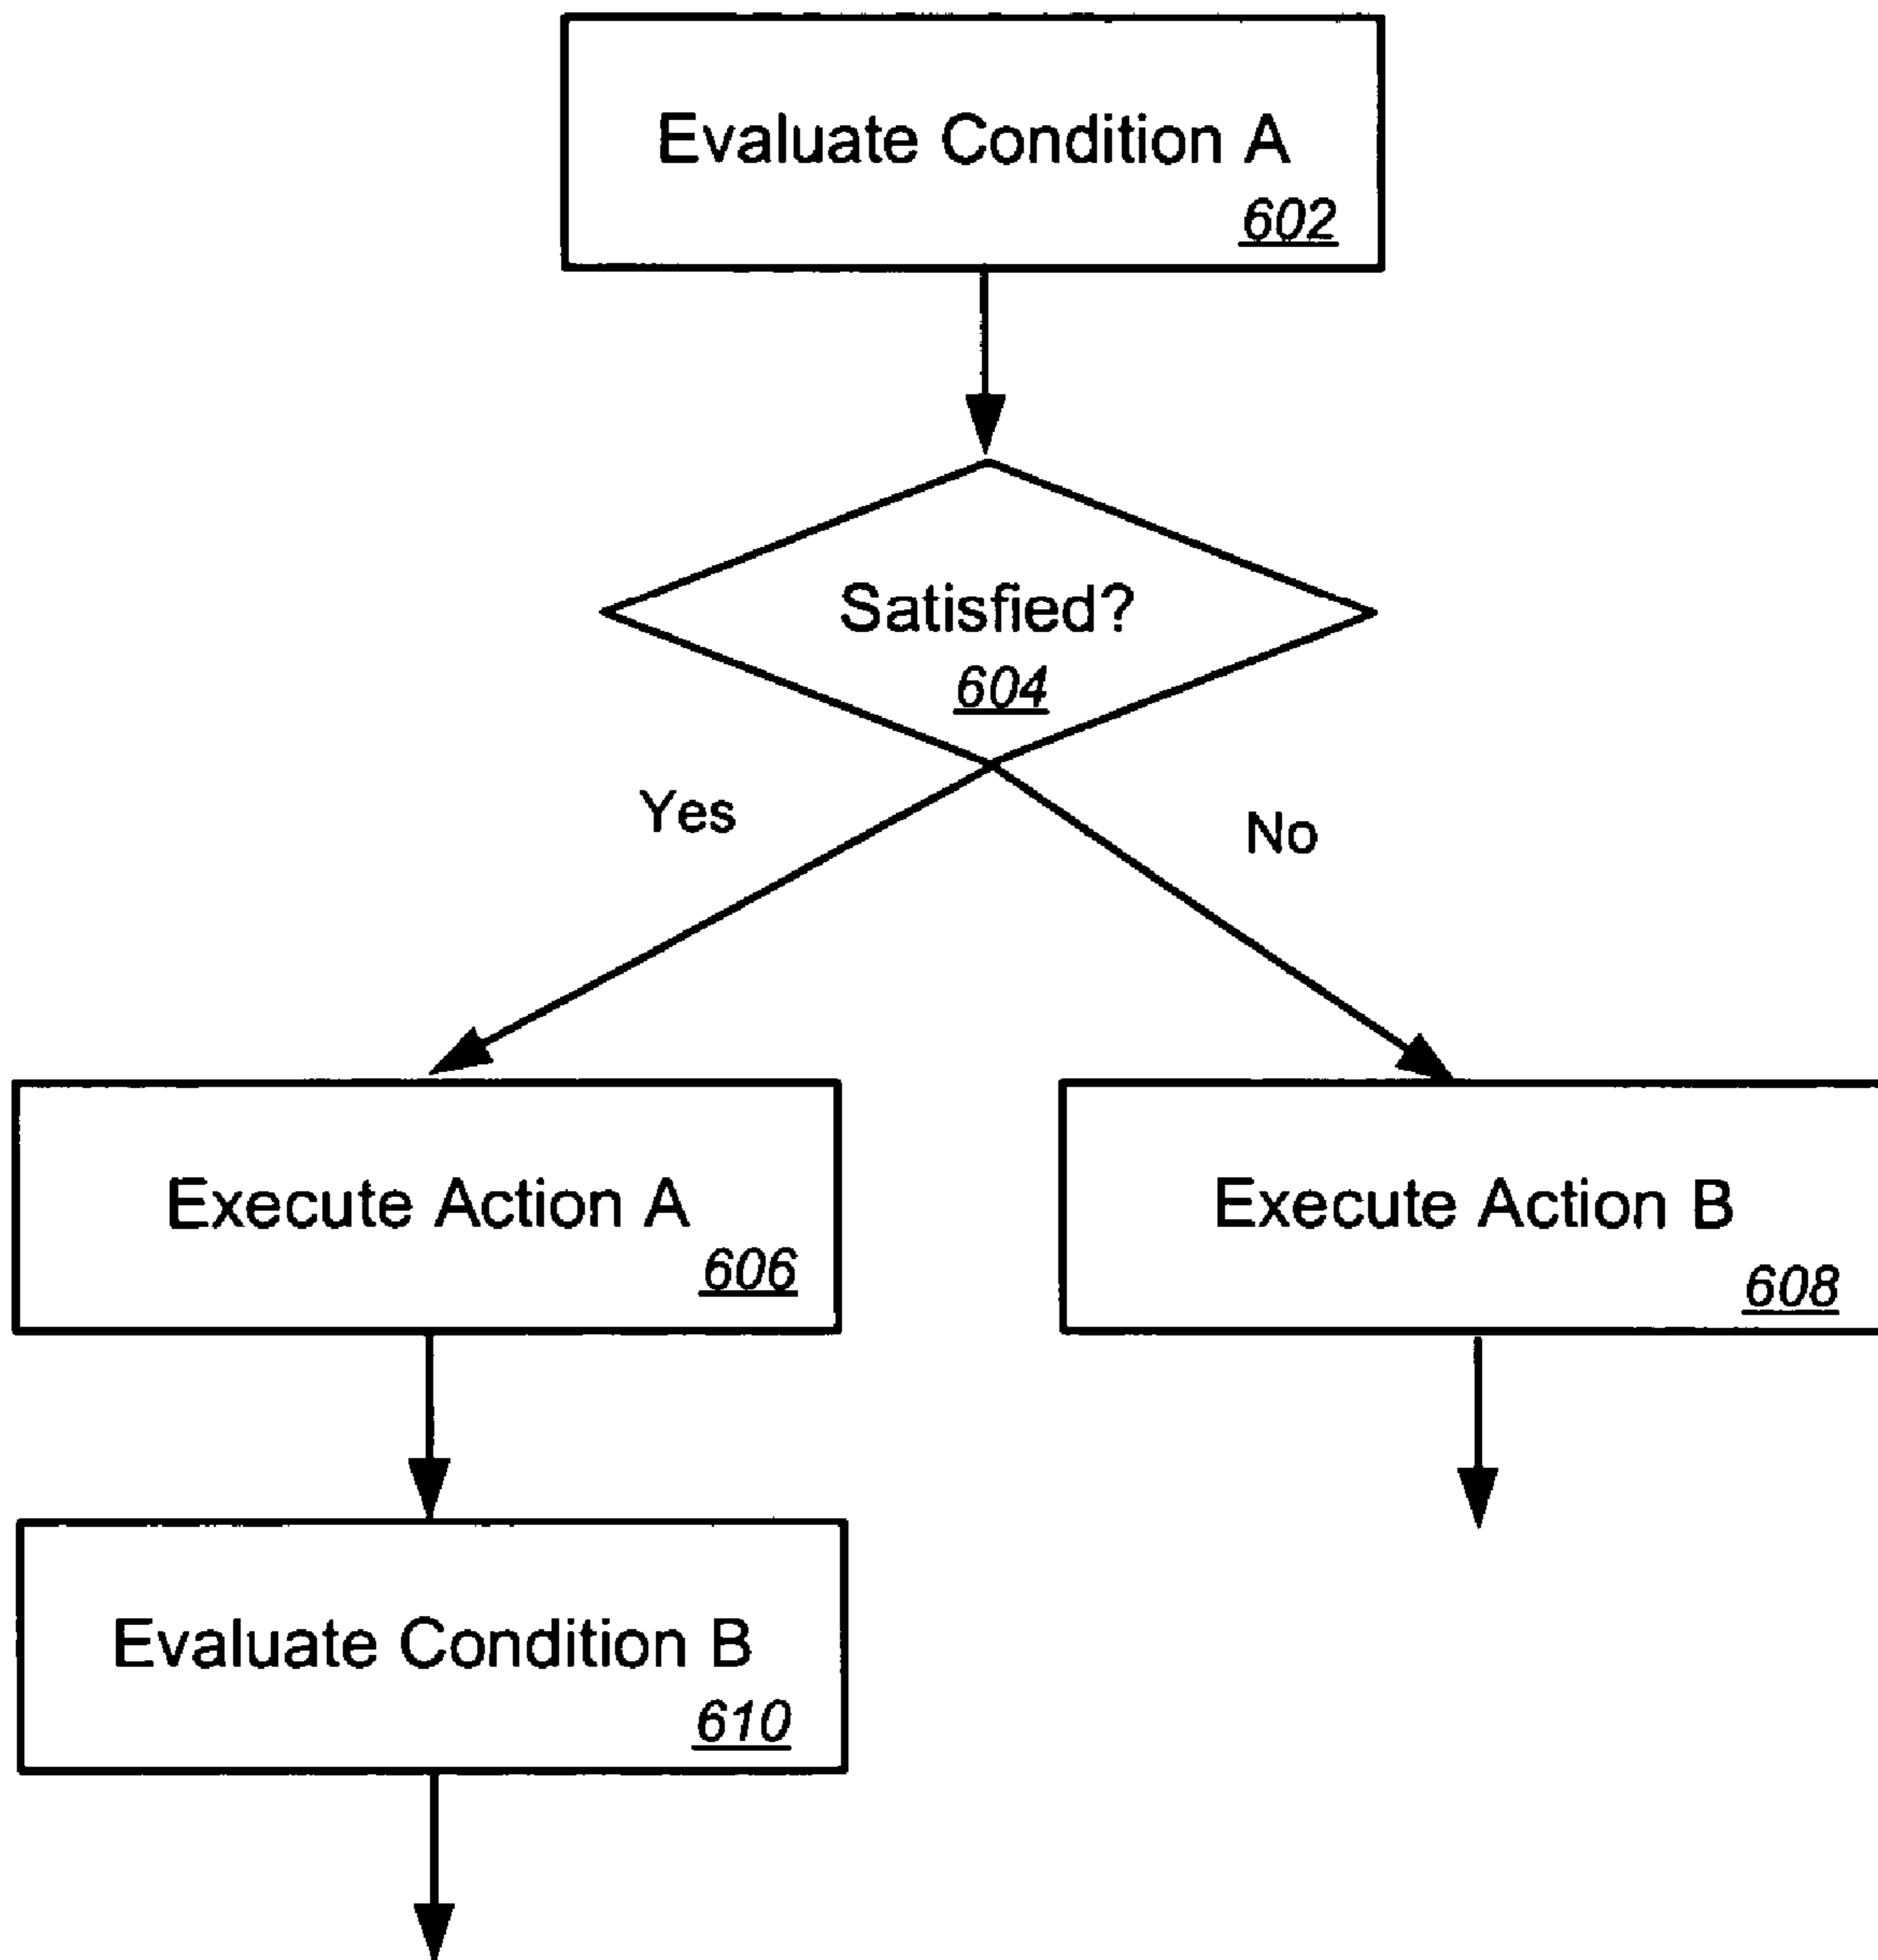 Evaluate Condition A
602
Satisfied?
604
Yes
No
Execute Action A
606
Execute Action B
608
Evaluate Condition B
610